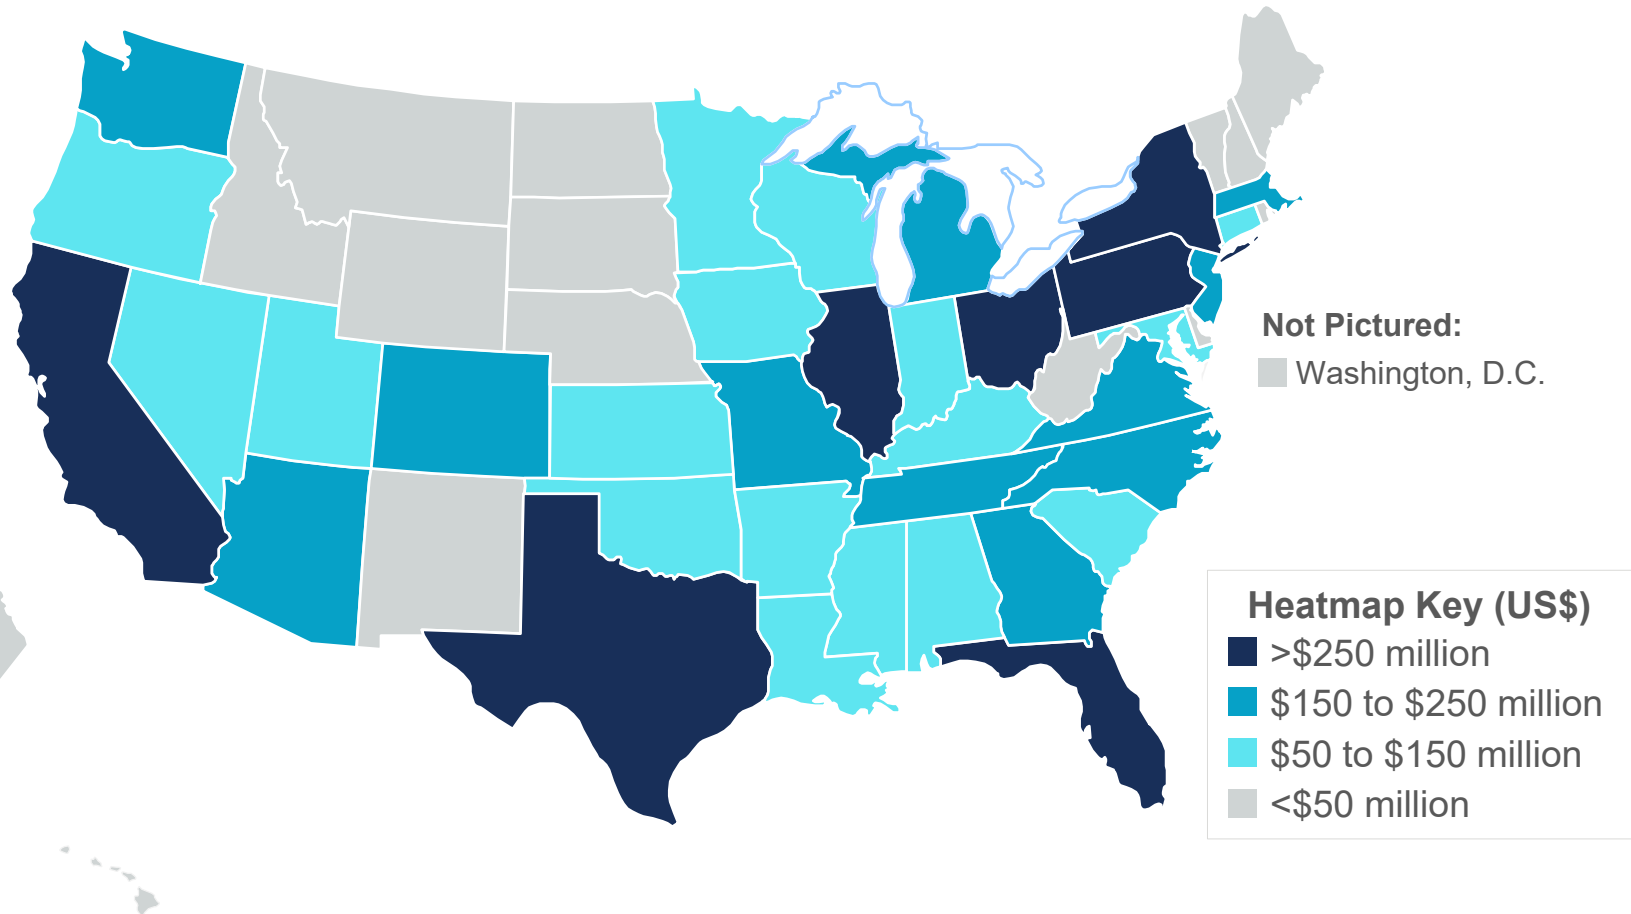 Not Pictured:
Washington, D.C.
Heatmap Key (US$)
>$250 million
$150 to $250 million
$50 to $150 million
<$50 million